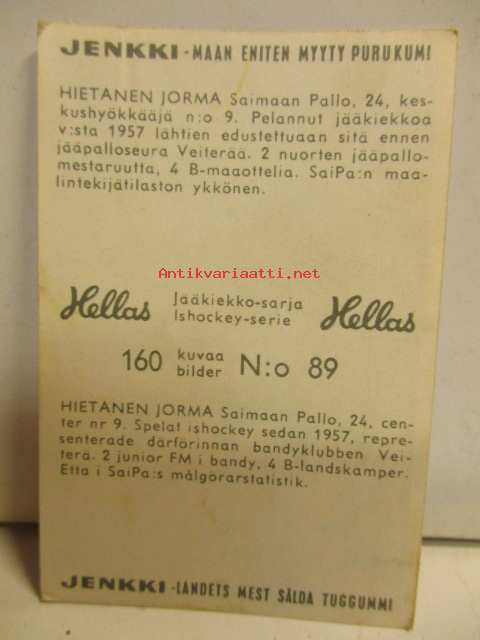 JENKKI - MAAN ENITEN MYYTY PURUKUMI
HIETANEN JORMA Saimaan Pallo, 24, kes-
kushyökkääjä n:o 9. Pelannut jääkiekkoa
v:sta 1957 lähtien edustettuaan sitä ennen
jääpalloseura Veiterää. 2 nuorten jääpallo-
mestaruutta, 4 B-maaottelia. SaiPa:n maa-
lintekijätilaston ykkönen.
Antikvariaatti.net
Hellas Jääkiekko-sarja Hellas
Ishockey-serie
160 kuvaa N:o 89
bilder
HIETANEN JORMA Saimaan Pallo, 24, cen-
ter nr 9. Spelat ishockey sedan 1957, repre-
senterade därförinnan bandyklubben Vei-
terä. 2 junior FM i bandy, 4 B-landskamper.
Etta i SaiPa:s målgörarstatistik.
JENKKI - LANDETS MEST SÅLDA TUGGUMMI